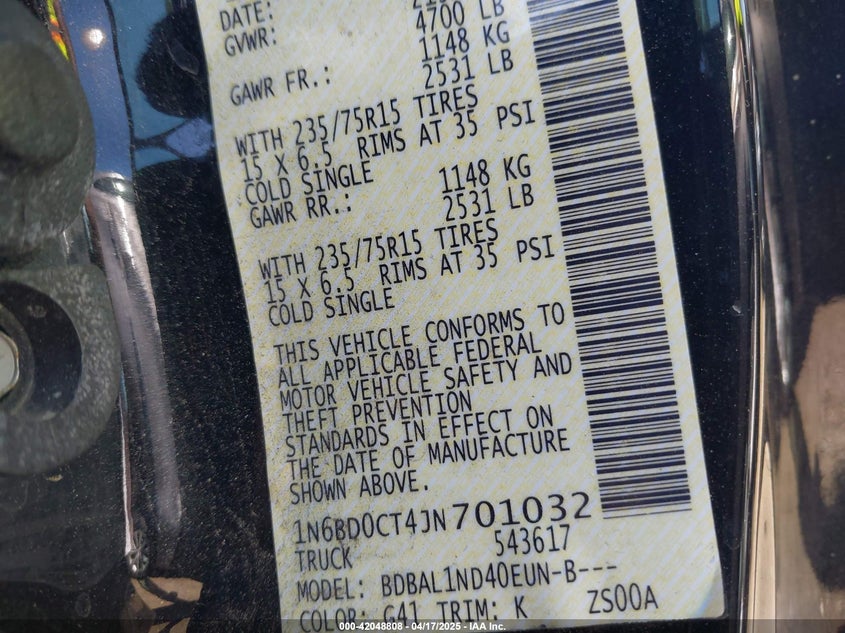 DATE:
GVWR: 4700 LB
1148 KG
GAWR FR.: 2531 LB
WITH 235/75R15 TIRES
15 X 6.5 RIMS AT 35 PSI
COLD SINGLE
1148 KG
GAWR RR.: 2531 LB
WITH 235/75R15 TIRES
15 X 6.5 RIMS AT 35 PSI
COLD SINGLE
THIS VEHICLE CONFORMS TO
ALL APPLICABLE FEDERAL
MOTOR VEHICLE SAFETY AND
THEFT PREVENTION
STANDARDS IN EFFECT ON
THE DATE OF MANUFACTURE
SHOWN ABOVE.
1N6BD0CT4JN701032
TRUCK 543617
MODEL: BDBAL1ND40EUN-B---
COLOR: G41 TRIM: K ZS00A
000-42048808 - 04/17/2025 - IAA Inc.